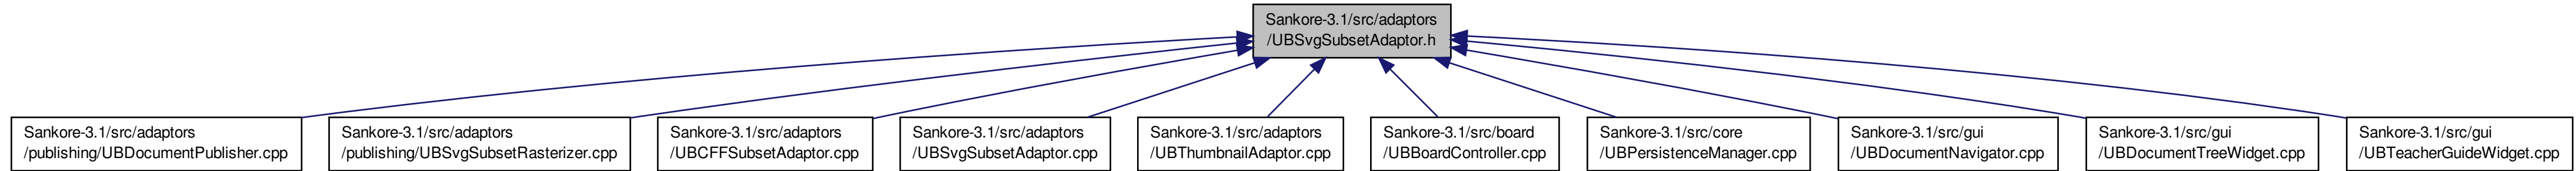 Sankore-3.1/src/adaptors
/UBSvgSubsetAdaptor.h
Sankore-3.1/src/adaptors
/publishing/UBDocumentPublisher.cpp
Sankore-3.1/src/adaptors
/publishing/UBSvgSubsetRasterizer.cpp
Sankore-3.1/src/adaptors
/UBCFFSubsetAdaptor.cpp
Sankore-3.1/src/adaptors
/UBSvgSubsetAdaptor.cpp
Sankore-3.1/src/adaptors
/UBThumbnailAdaptor.cpp
Sankore-3.1/src/board
/UBBoardController.cpp
Sankore-3.1/src/core
/UBPersistenceManager.cpp
Sankore-3.1/src/gui
/UBDocumentNavigator.cpp
Sankore-3.1/src/gui
/UBDocumentTreeWidget.cpp
Sankore-3.1/src/gui
/UBTeacherGuideWidget.cpp